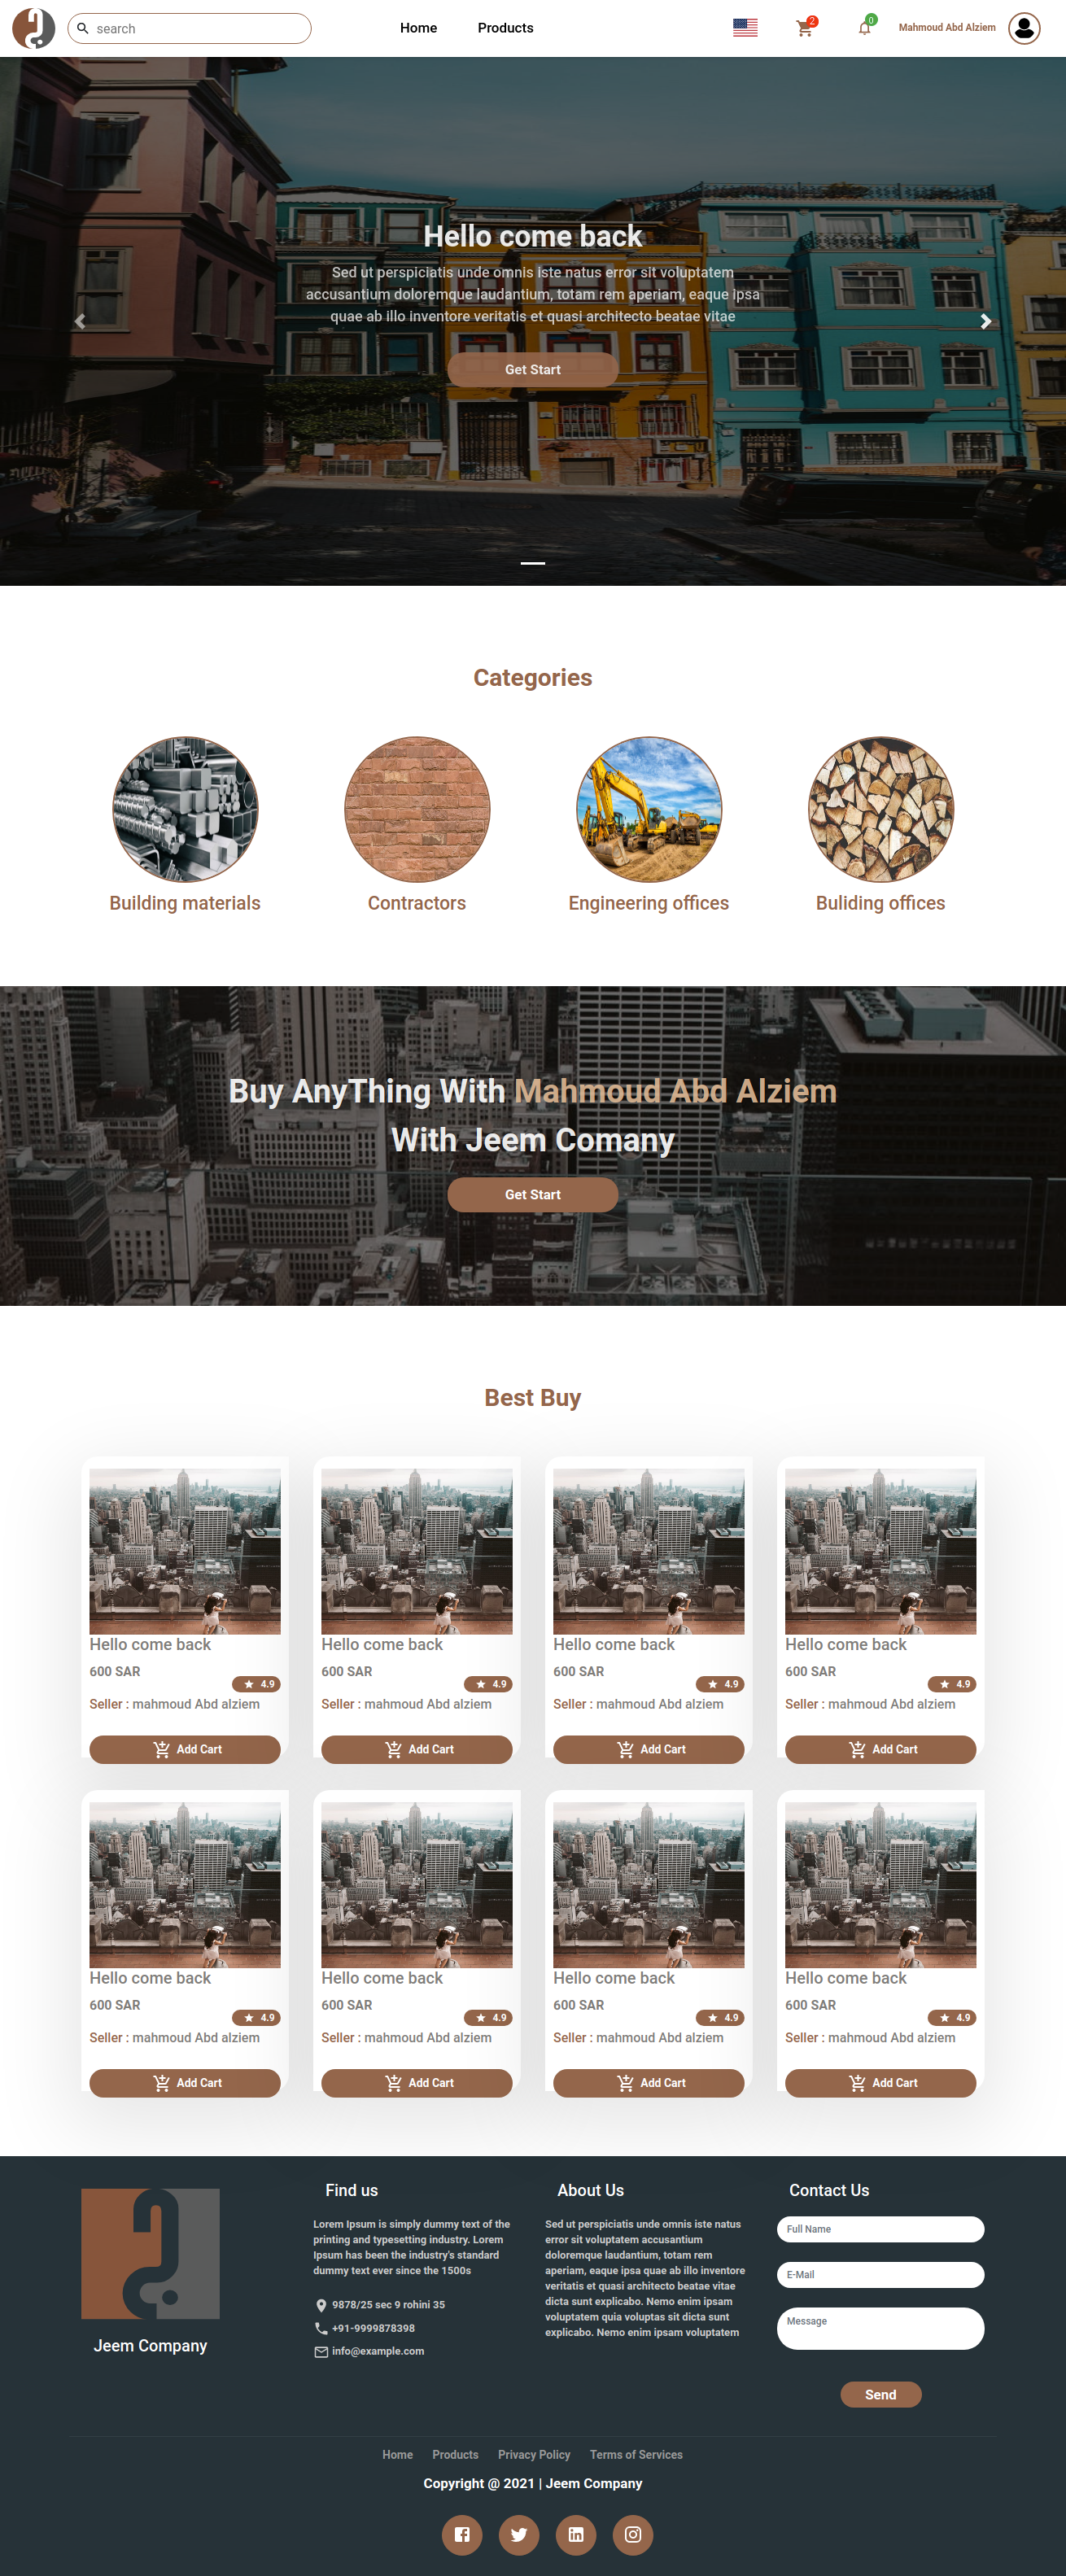 search
Home
Products
2
0
Mahmoud Abd Alziem
Hello come back
Sed ut perspiciatis unde omnis iste natus error sit voluptatem
accusantium doloremque laudantium, totam rem aperiam, eaque ipsa
quae ab illo inventore veritatis et quasi architecto beatae vitae
Get Start
Categories
Building materials
Contractors
Engineering offices
Buliding offices
Buy AnyThing With Mahmoud Abd Alziem
With Jeem Comany
Get Start
Best Buy
Hello come back
600 SAR
4.9
Seller : mahmoud Abd alziem
Add Cart
Hello come back
600 SAR
4.9
Seller : mahmoud Abd alziem
Add Cart
Hello come back
600 SAR
4.9
Seller : mahmoud Abd alziem
Add Cart
Hello come back
600 SAR
4.9
Seller : mahmoud Abd alziem
Add Cart
Hello come back
600 SAR
4.9
Seller : mahmoud Abd alziem
Add Cart
Hello come back
600 SAR
4.9
Seller : mahmoud Abd alziem
Add Cart
Hello come back
600 SAR
4.9
Seller : mahmoud Abd alziem
Add Cart
Hello come back
600 SAR
4.9
Seller : mahmoud Abd alziem
Add Cart
Jeem Company
Find us
Lorem Ipsum is simply dummy text of the
printing and typesetting industry. Lorem
Ipsum has been the industry's standard
dummy text ever since the 1500s
9878/25 sec 9 rohini 35
+91-9999878398
info@example.com
About Us
Sed ut perspiciatis unde omnis iste natus
error sit voluptatem accusantium
doloremque laudantium, totam rem
aperiam, eaque ipsa quae ab illo inventore
veritatis et quasi architecto beatae vitae
dicta sunt explicabo. Nemo enim ipsam
voluptatem quia voluptas sit dicta sunt
explicabo. Nemo enim ipsam voluptatem
Contact Us
Full Name
E-Mail
Message
Send
Home
Products
Privacy Policy
Terms of Services
Copyright @ 2021 | Jeem Company